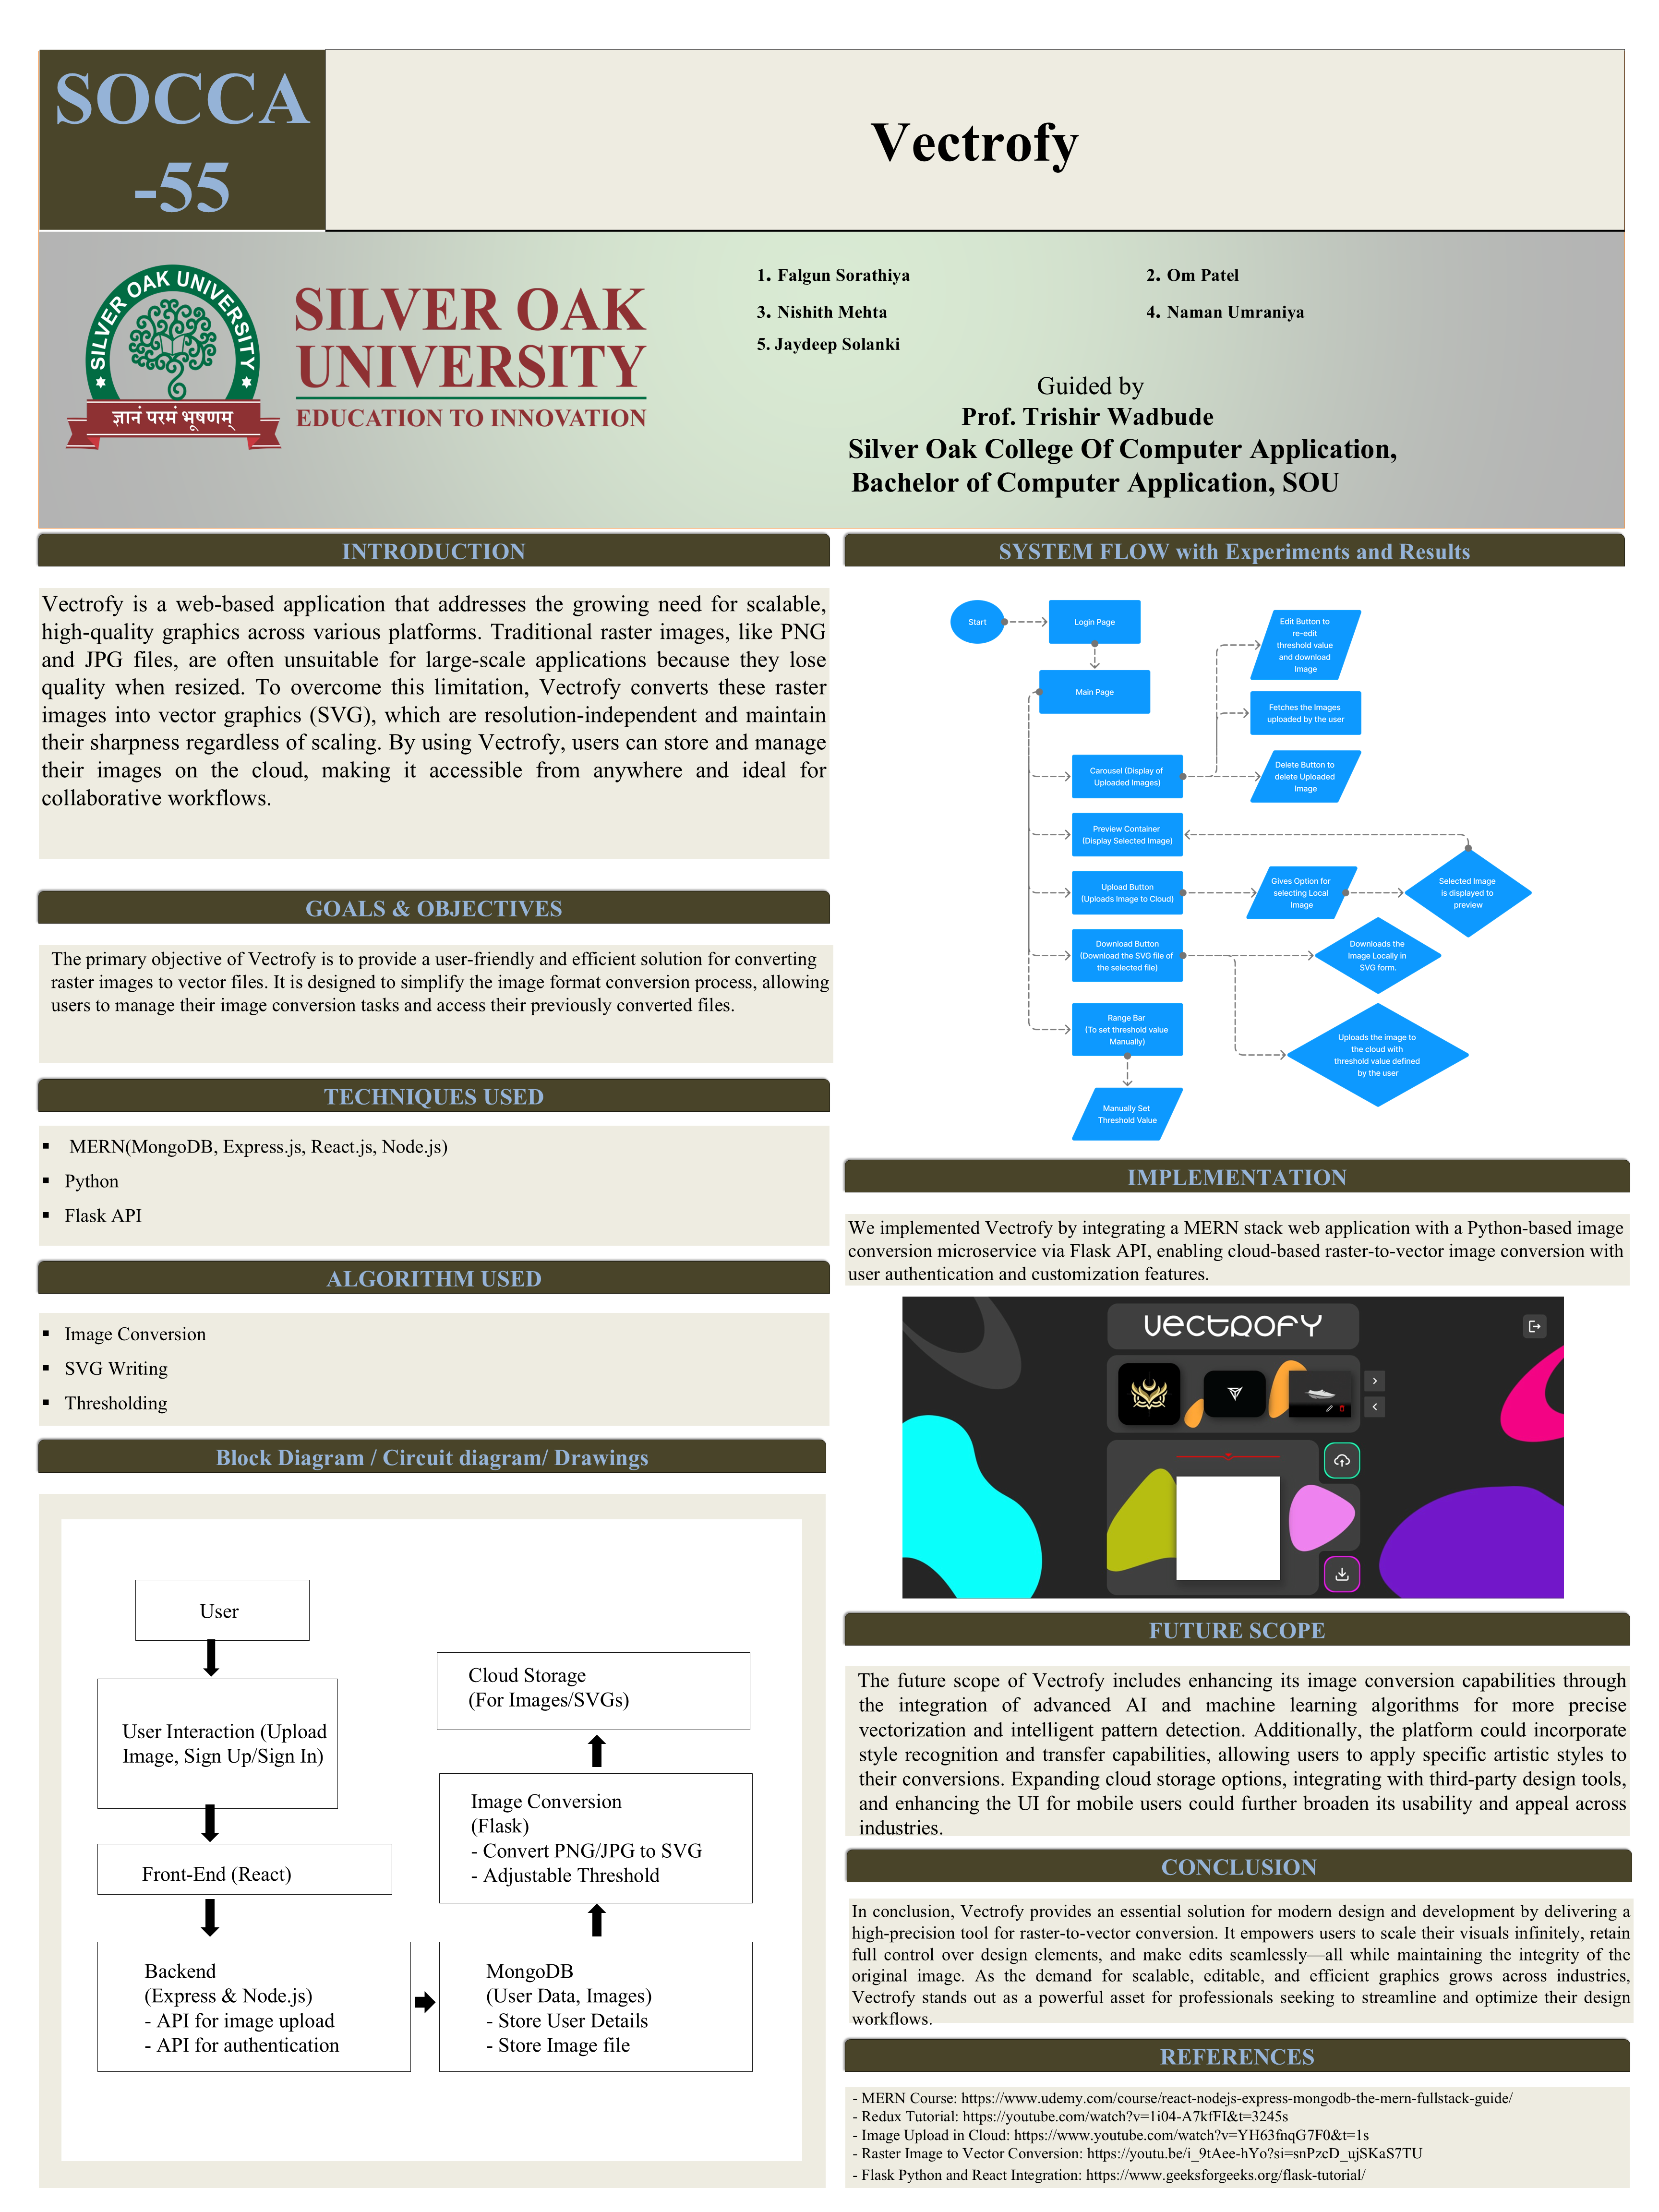 SOCCA
-55
Vectrofy
SILVER OAK UNIVERSITY
ज्ञानं परमं भूषणम्
SILVER OAK
UNIVERSITY
EDUCATION TO INNOVATION
1. Falgun Sorathiya
2. Om Patel
3. Nishith Mehta
4. Naman Umraniya
5. Jaydeep Solanki
Guided by
Prof. Trishir Wadbude
Silver Oak College Of Computer Application,
Bachelor of Computer Application, SOU
INTRODUCTION
Vectrofy is a web-based application that addresses the growing need for scalable,
high-quality graphics across various platforms. Traditional raster images, like PNG
and JPG files, are often unsuitable for large-scale applications because they lose
quality when resized. To overcome this limitation, Vectrofy converts these raster
images into vector graphics (SVG), which are resolution-independent and maintain
their sharpness regardless of scaling. By using Vectrofy, users can store and manage
their images on the cloud, making it accessible from anywhere and ideal for
collaborative workflows.
GOALS & OBJECTIVES
The primary objective of Vectrofy is to provide a user-friendly and efficient solution for converting
raster images to vector files. It is designed to simplify the image format conversion process, allowing
users to manage their image conversion tasks and access their previously converted files.
TECHNIQUES USED
▪ MERN(MongoDB, Express.js, React.js, Node.js)
▪ Python
▪ Flask API
ALGORITHM USED
▪ Image Conversion
▪ SVG Writing
▪ Thresholding
Block Diagram / Circuit diagram/ Drawings
User
User Interaction (Upload
Image, Sign Up/Sign In)
Front-End (React)
Backend
(Express & Node.js)
- API for image upload
- API for authentication
MongoDB
(User Data, Images)
- Store User Details
- Store Image file
Image Conversion
(Flask)
- Convert PNG/JPG to SVG
- Adjustable Threshold
Cloud Storage
(For Images/SVGs)
SYSTEM FLOW with Experiments and Results
Start
Login Page
Main Page
Edit Button to
re-edit
threshold value
and download
Image
Fetches the Images
uploaded by the user
Carousel (Display of
Uploaded Images)
Delete Button to
delete Uploaded
Image
Preview Container
(Display Selected Image)
Upload Button
(Uploads Image to Cloud)
Gives Option for
selecting Local
Image
Selected Image
is displayed to
preview
Download Button
(Download the SVG file of
the selected file)
Downloads the
Image Locally in
SVG form.
Range Bar
(To set threshold value
Manually)
Uploads the image to
the cloud with
threshold value defined
by the user
Manually Set
Threshold Value
IMPLEMENTATION
We implemented Vectrofy by integrating a MERN stack web application with a Python-based image
conversion microservice via Flask API, enabling cloud-based raster-to-vector image conversion with
user authentication and customization features.
VECTROFY
FUTURE SCOPE
The future scope of Vectrofy includes enhancing its image conversion capabilities through
the integration of advanced AI and machine learning algorithms for more precise
vectorization and intelligent pattern detection. Additionally, the platform could incorporate
style recognition and transfer capabilities, allowing users to apply specific artistic styles to
their conversions. Expanding cloud storage options, integrating with third-party design tools,
and enhancing the UI for mobile users could further broaden its usability and appeal across
industries.
CONCLUSION
In conclusion, Vectrofy provides an essential solution for modern design and development by delivering a
high-precision tool for raster-to-vector conversion. It empowers users to scale their visuals infinitely, retain
full control over design elements, and make edits seamlessly—all while maintaining the integrity of the
original image. As the demand for scalable, editable, and efficient graphics grows across industries,
Vectrofy stands out as a powerful asset for professionals seeking to streamline and optimize their design
workflows.
REFERENCES
- MERN Course: https://www.udemy.com/course/react-nodejs-express-mongodb-the-mern-fullstack-guide/
- Redux Tutorial: https://youtube.com/watch?v=1i04-A7kfFI&t=3245s
- Image Upload in Cloud: https://www.youtube.com/watch?v=YH63fnqG7F0&t=1s
- Raster Image to Vector Conversion: https://youtu.be/i_9tAee-hYo?si=snPzcD_ujSKaS7TU
- Flask Python and React Integration: https://www.geeksforgeeks.org/flask-tutorial/